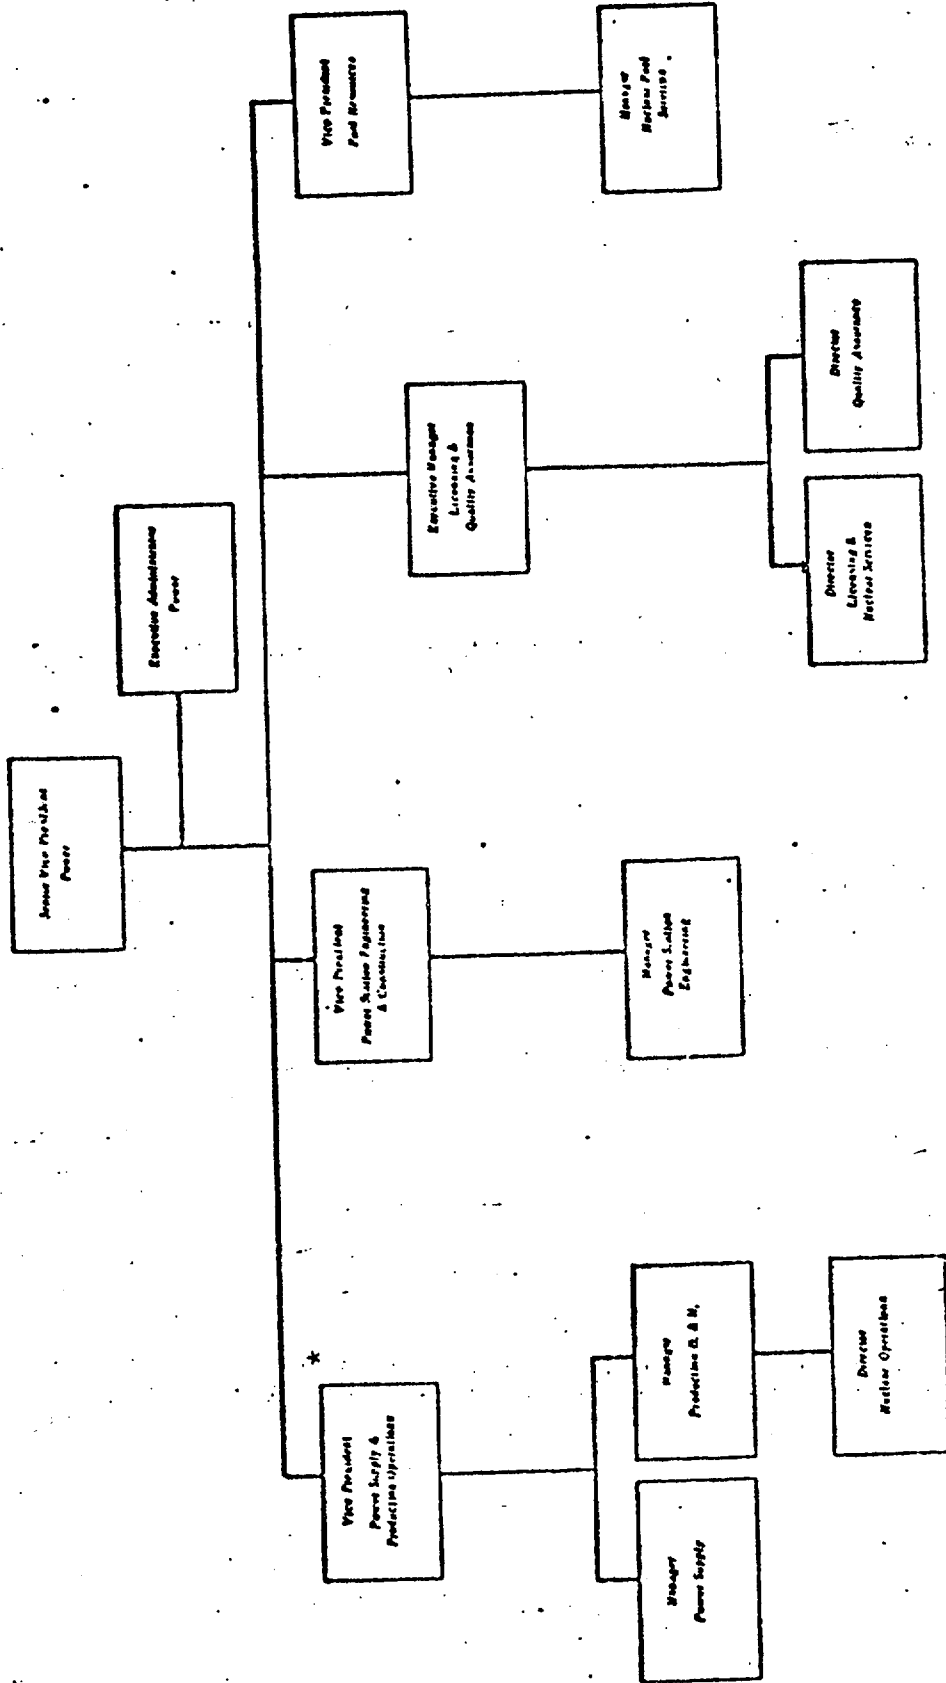 Senior Vice President
Power
Executive Administrator
Power
Vice President
Power Supply &
Production Operations
*
Vice President
Power Station Engineering
& Construction
Executive Manager
Licensing &
Quality Assurance
Vice President
Fuel Resources
Manager
Power Supply
Manager
Production O. & M.
Manager
Power Station
Engineering
Manager
Nuclear Fuel
Services
Director
Nuclear Operations
Director
Licensing &
Nuclear Services
Director
Quality Assurance